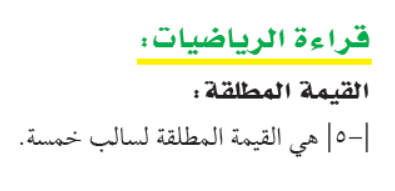 قراءة الرياضيات:
القيمة المطلقة :
|-٥| هي القيمة المطلقة لسالب خمسة.